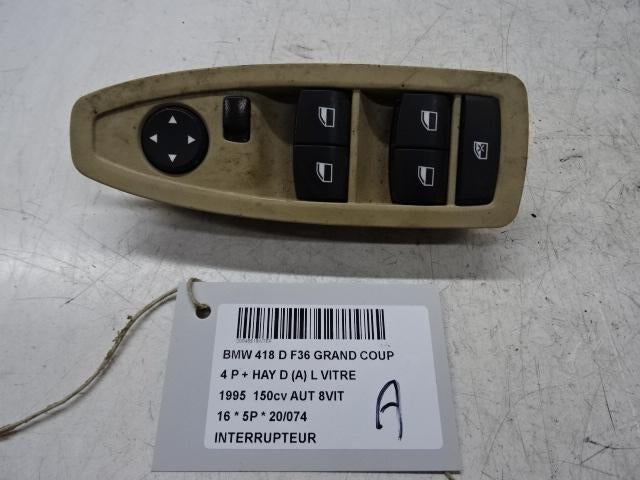 BMW 418 D F36 GRAND COUP
4 P + HAY D (A) L VITRE
1995 150cv AUT 8VIT
16 * 5P * 20/074
INTERRUPTEUR
A